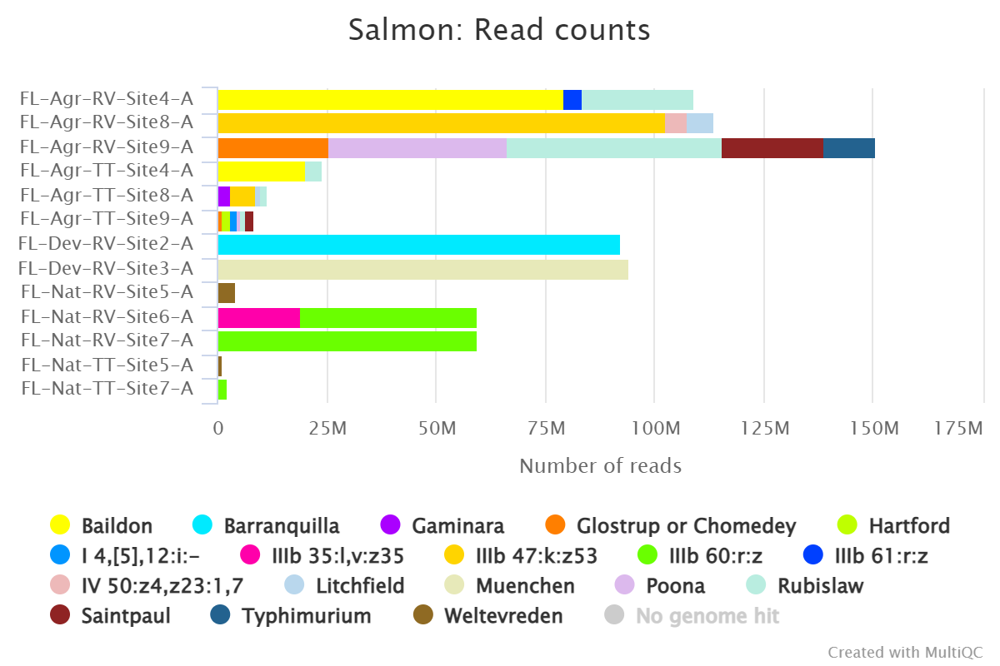 Salmon: Read counts
FL-Agr-RV-Site4-A
FL-Agr-RV-Site8-A
FL-Agr-RV-Site9-A
FL-Agr-TT-Site4-A
FL-Agr-TT-Site8-A
FL-Agr-TT-Site9-A
FL-Dev-RV-Site2-A
FL-Dev-RV-Site3-A
FL-Nat-RV-Site5-A
FL-Nat-RV-Site6-A
FL-Nat-RV-Site7-A
FL-Nat-TT-Site5-A
FL-Nat-TT-Site7-A
0 25M 50M 75M 100M 125M 150M 175M
Number of reads
Baildon Barranquilla Gaminara Glostrup or Chomedey Hartford
I 4,[5],12:i:- IIIb 35:l,v:z35 IIIb 47:k:z53 IIIb 60:r:z IIIb 61:r:z
IV 50:z4,z23:1,7 Litchfield Muenchen Poona Rubislaw
Saintpaul Typhimurium Weltevreden No genome hit
Created with MultiQC